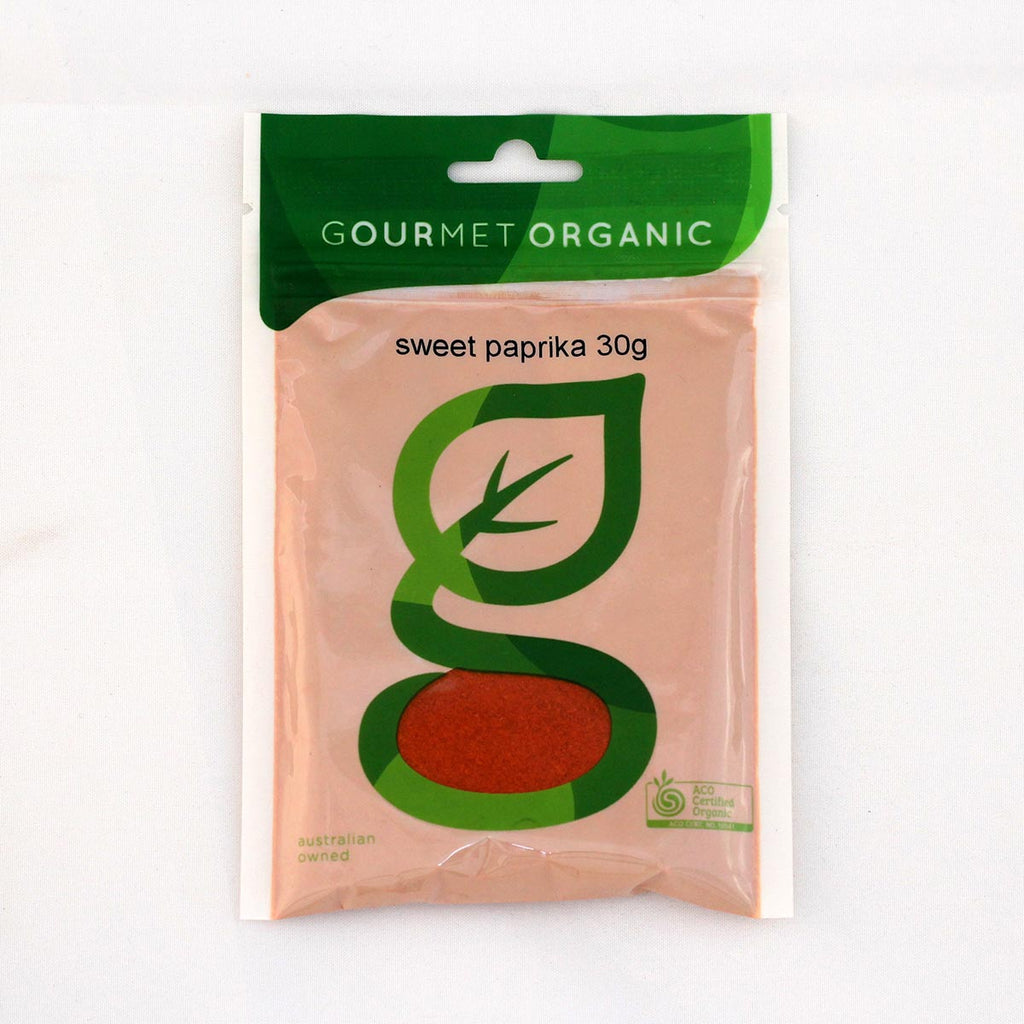 GOURMET ORGANIC
sweet paprika 30g
ACO
Certified
Organic
australian
owned